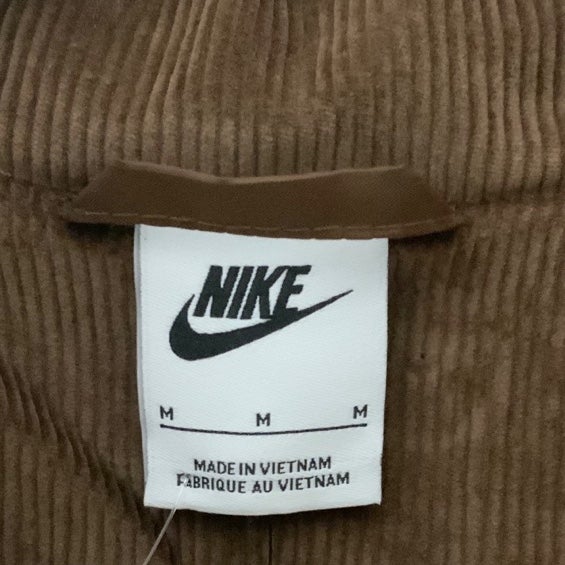 NIKE
M M M
MADE IN VIETNAM
FABRIQUE AU VIETNAM